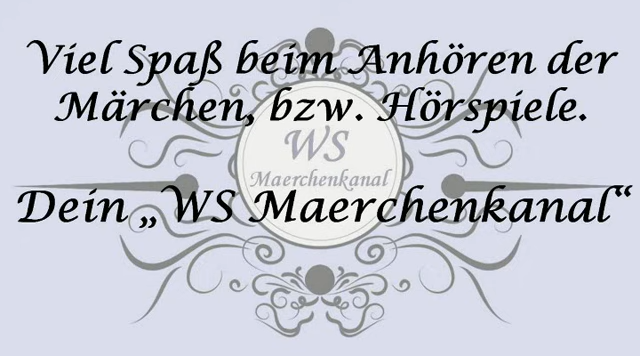 Viel Spaß beim Anhören der
Märchen, bzw. Hörspiele.
WS
Maerchenkanal
Dein „WS Maerchenkanal“